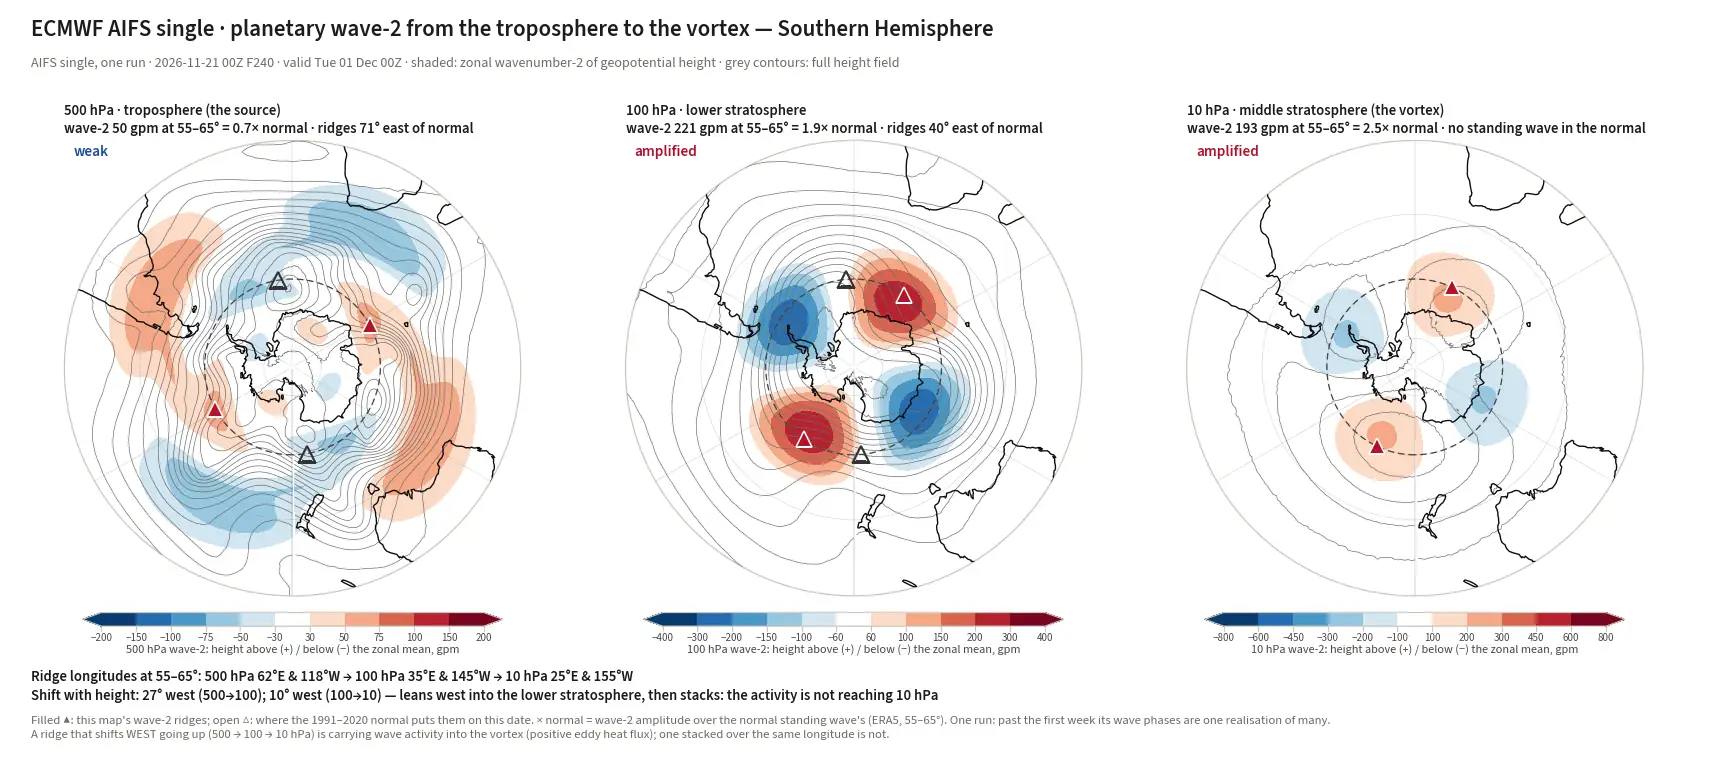 ECMWF AIFS single · planetary wave-2 from the troposphere to the vortex — Southern Hemisphere
AIFS single, one run · 2026-11-21 00Z F240 · valid Tue 01 Dec 00Z · shaded: zonal wavenumber-2 of geopotential height · grey contours: full height field
500 hPa · troposphere (the source)
wave-2 50 gpm at 55–65° = 0.7× normal · ridges 71° east of normal
weak
100 hPa · lower stratosphere
wave-2 221 gpm at 55–65° = 1.9× normal · ridges 40° east of normal
amplified
10 hPa · middle stratosphere (the vortex)
wave-2 193 gpm at 55–65° = 2.5× normal · no standing wave in the normal
amplified
−200 −150 −100 −75 −50 −30 30 50 75 100 150 200
500 hPa wave-2: height above (+) / below (−) the zonal mean, gpm
−400 −300 −200 −150 −100 −60 60 100 150 200 300 400
100 hPa wave-2: height above (+) / below (−) the zonal mean, gpm
−800 −600 −450 −300 −200 −100 100 200 300 450 600 800
10 hPa wave-2: height above (+) / below (−) the zonal mean, gpm
Ridge longitudes at 55–65°: 500 hPa 62°E & 118°W → 100 hPa 35°E & 145°W → 10 hPa 25°E & 155°W
Shift with height: 27° west (500→100); 10° west (100→10) — leans west into the lower stratosphere, then stacks: the activity is not reaching 10 hPa
Filled ▲: this map's wave-2 ridges; open △: where the 1991–2020 normal puts them on this date. × normal = wave-2 amplitude over the normal standing wave's (ERA5, 55–65°). One run: past the first week its wave phases are one realisation of many.
A ridge that shifts WEST going up (500 → 100 → 10 hPa) is carrying wave activity into the vortex (positive eddy heat flux); one stacked over the same longitude is not.